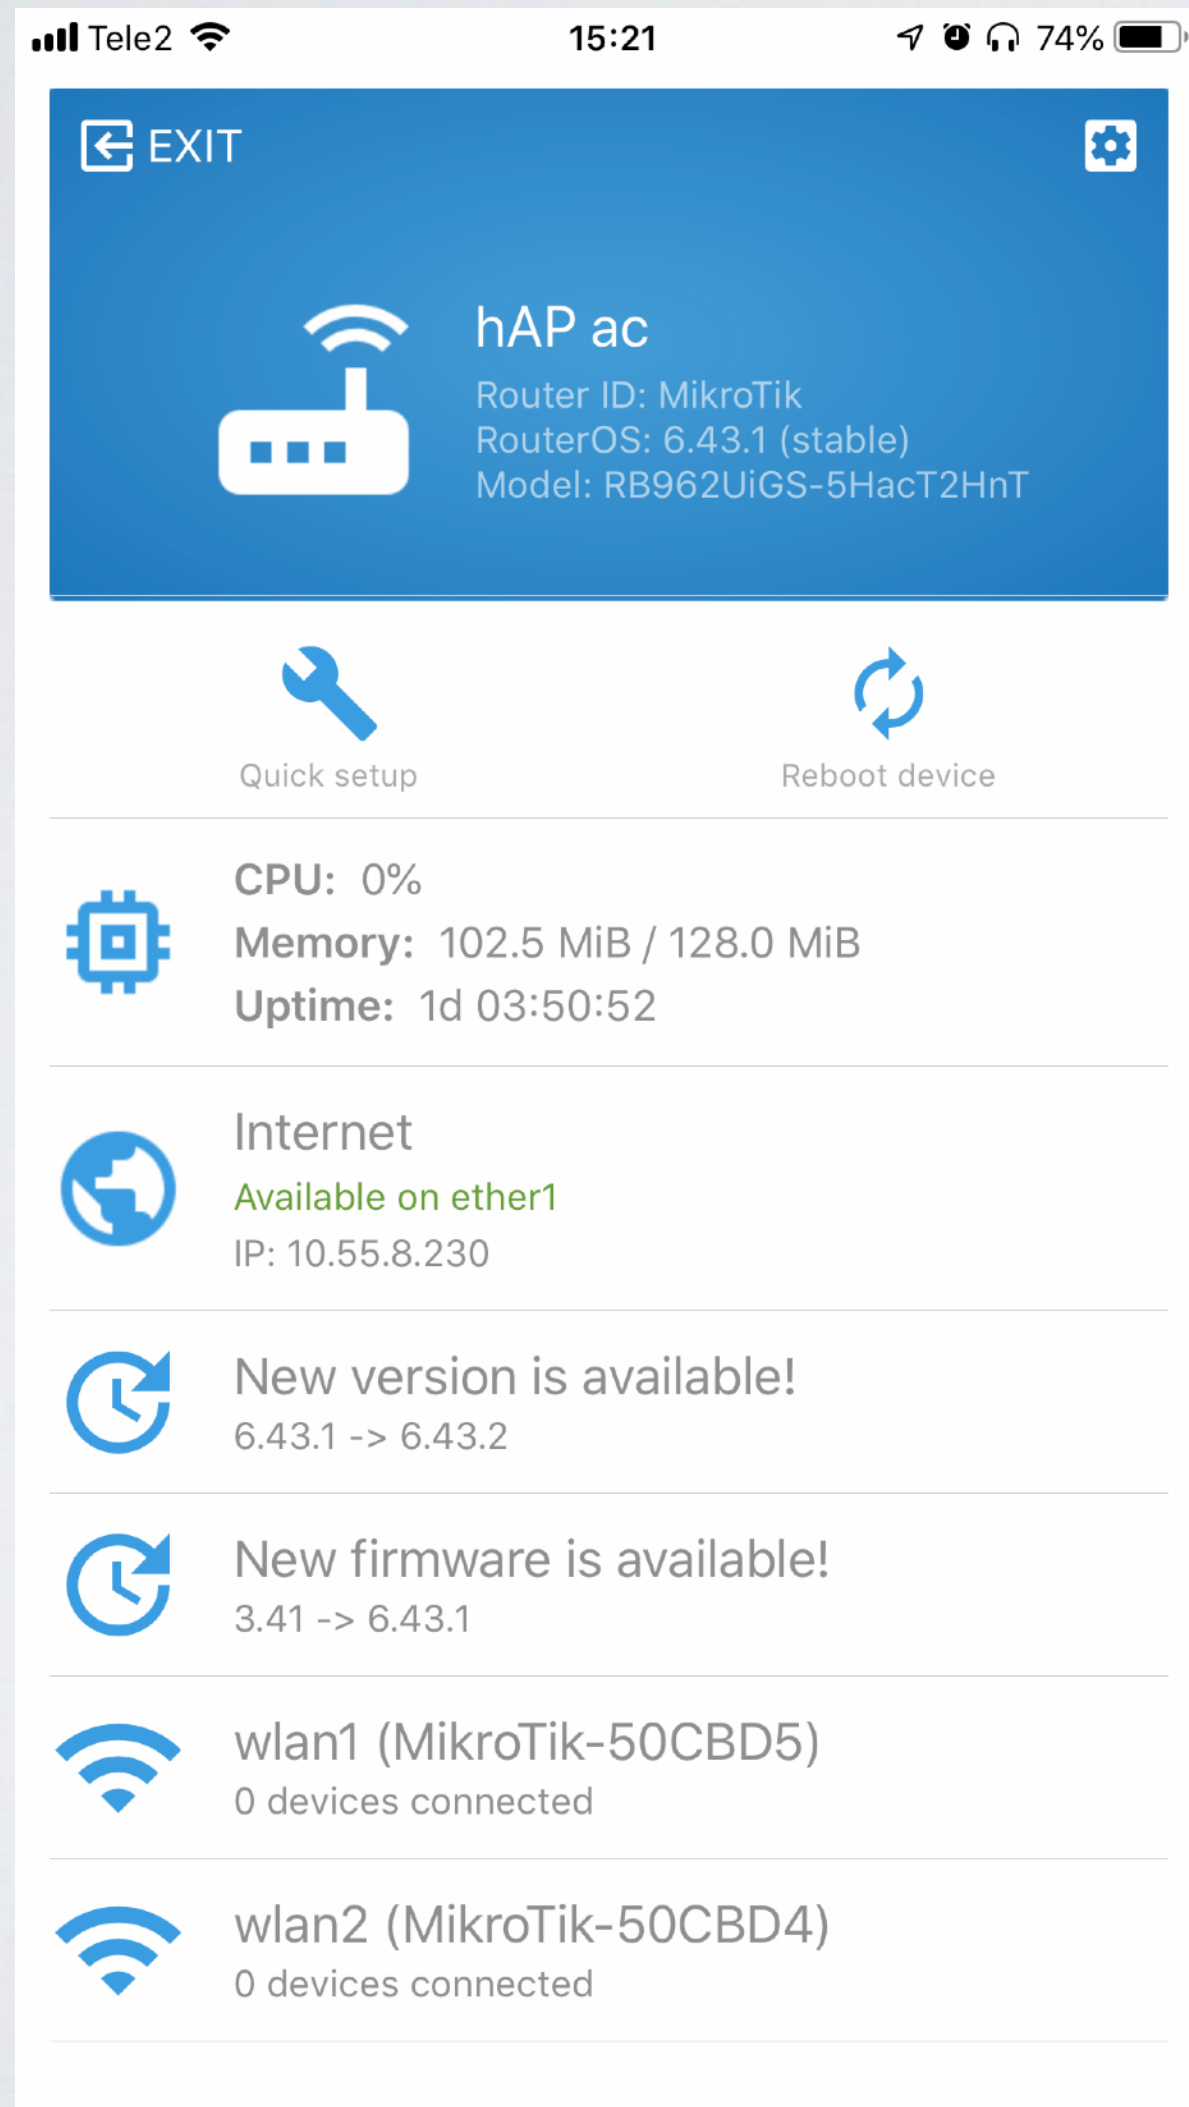 Tele2 15:21 74%
EXIT
hAP ac
Router ID: MikroTik
RouterOS: 6.43.1 (stable)
Model: RB962UiGS-5HacT2HnT
Quick setup Reboot device
CPU: 0%
Memory: 102.5 MiB / 128.0 MiB
Uptime: 1d 03:50:52
Internet
Available on ether1
IP: 10.55.8.230
New version is available!
6.43.1 -> 6.43.2
New firmware is available!
3.41 -> 6.43.1
wlan1 (MikroTik-50CBD5)
0 devices connected
wlan2 (MikroTik-50CBD4)
0 devices connected